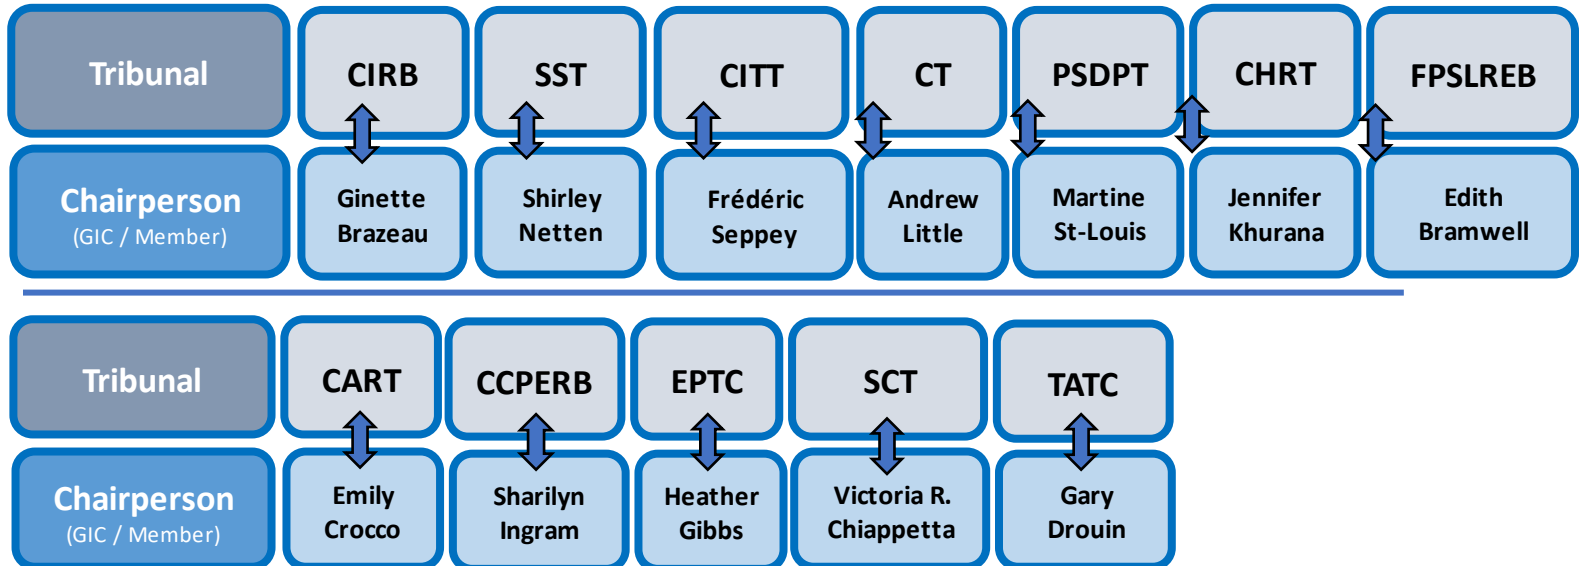 Tribunal CIRB SST CITT CT PSDPT CHRT FPSLREB
Chairperson
(GIC / Member)
Ginette
Brazeau
Shirley
Netten
Frédéric
Seppey
Andrew
Little
Martine
St-Louis
Jennifer
Khurana
Edith
Bramwell
Tribunal CART CCPERB EPTC SCT TATC
Chairperson
(GIC / Member)
Emily
Crocco
Sharilyn
Ingram
Heather
Gibbs
Victoria R.
Chiappetta
Gary
Drouin